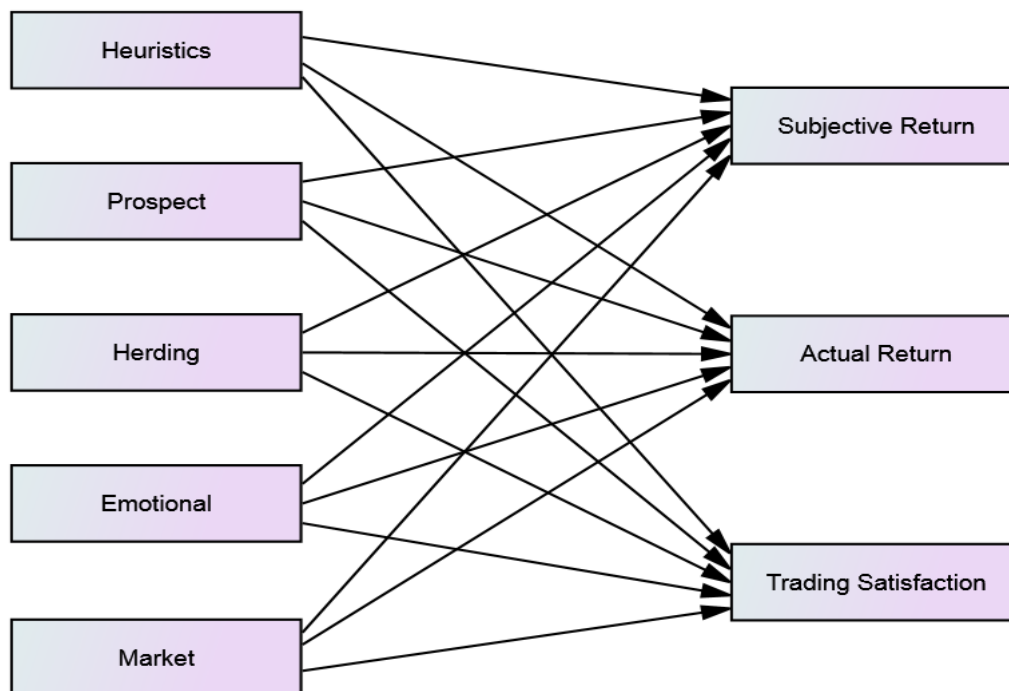 Heuristics
Prospect
Herding
Emotional
Market
Subjective Return
Actual Return
Trading Satisfaction